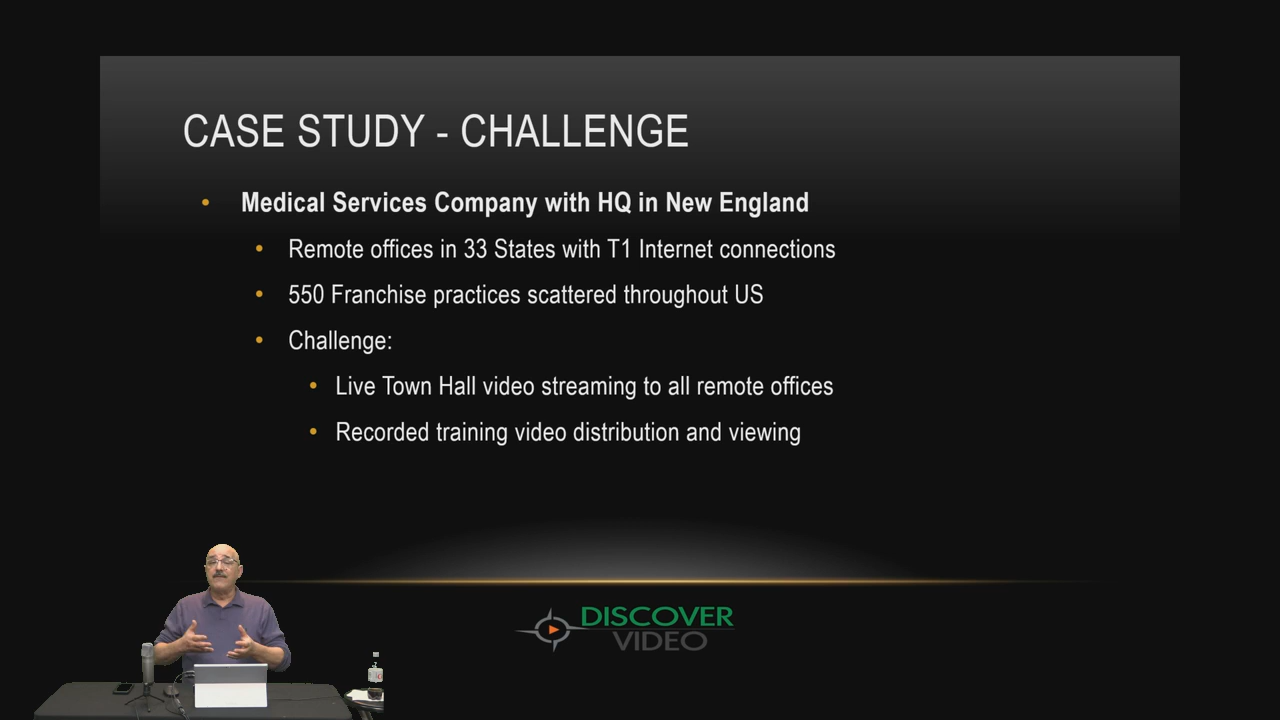 CASE STUDY - CHALLENGE
• Medical Services Company with HQ in New England
• Remote offices in 33 States with T1 Internet connections
• 550 Franchise practices scattered throughout US
• Challenge:
• Live Town Hall video streaming to all remote offices
• Recorded training video distribution and viewing
DISCOVER
VIDEO